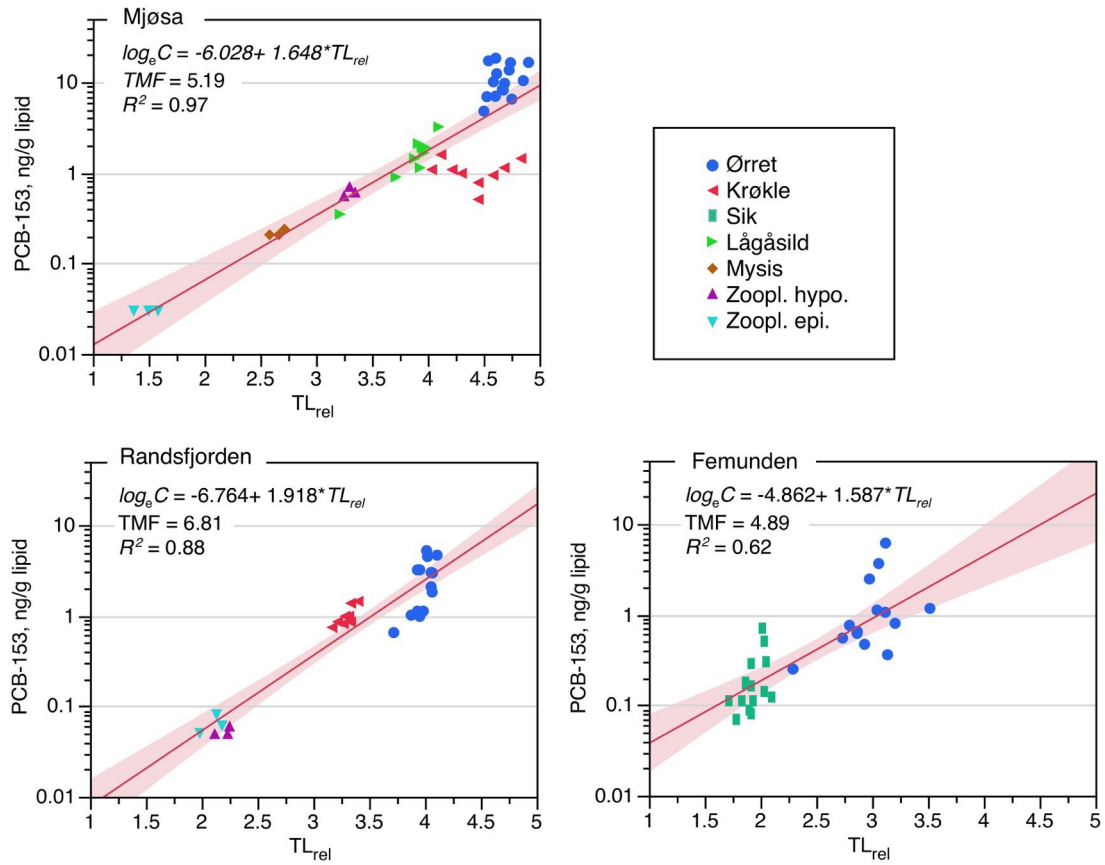 Mjøsa
logₑC = -6.028+ 1.648*TL_rel
TMF = 5.19
R² = 0.97
PCB-153, ng/g lipid
10
1
0.1
0.01
1 1.5 2 2.5 3 3.5 4 4.5 5
TL_rel
Ørret
Krøkle
Sik
Lågåsild
Mysis
Zoopl. hypo.
Zoopl. epi.
Randsfjorden
logₑC = -6.764+ 1.918*TL_rel
TMF = 6.81
R² = 0.88
PCB-153, ng/g lipid
10
1
0.1
0.01
1 1.5 2 2.5 3 3.5 4 4.5 5
TL_rel
Femunden
logₑC = -4.862+ 1.587*TL_rel
TMF = 4.89
R² = 0.62
PCB-153, ng/g lipid
10
1
0.1
0.01
1 1.5 2 2.5 3 3.5 4 4.5 5
TL_rel